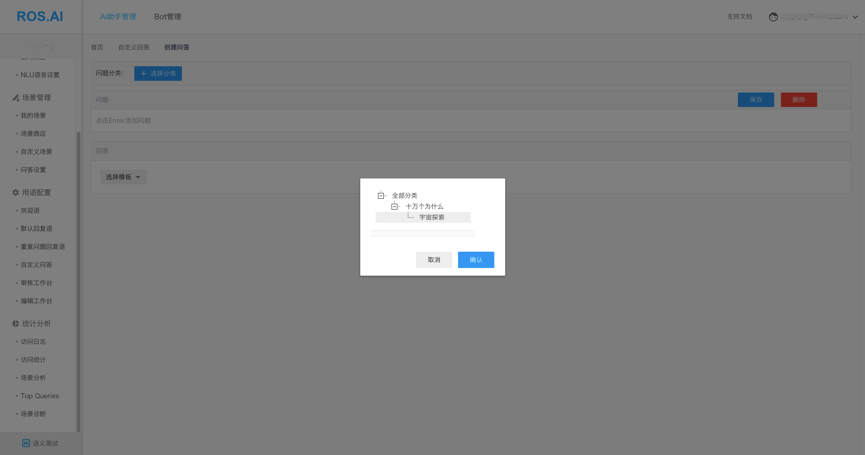 ROS.AI
AI助手管理
Bot管理
支持文档
首页
自定义回答
创建问答
NLU语言设置
场景管理
我的场景
场景商店
自定义场景
问答设置
用语配置
欢迎语
默认回复语
重复问题回复语
自定义问答
审核工作台
编辑工作台
统计分析
访问日志
访问统计
场景分析
Top Queries
场景诊断
语义测试
问题分类:
+ 选择分类
问题
保存
删除
点击Enter添加问题
回答
选择模板
全部分类
十万个为什么
宇宙探索
取消
确认